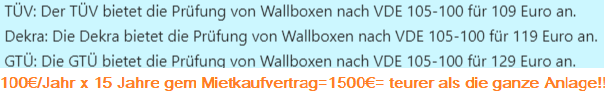 TÜV: Der TÜV bietet die Prüfung von Wallboxen nach VDE 105-100 für 109 Euro an.
Dekra: Die Dekra bietet die Prüfung von Wallboxen nach VDE 105-100 für 119 Euro an.
GTÜ: Die GTÜ bietet die Prüfung von Wallboxen nach VDE 105-100 für 129 Euro an.
100€/Jahr x 15 Jahre gem Mietkaufvertrag=1500€= teurer als die ganze Anlage!!